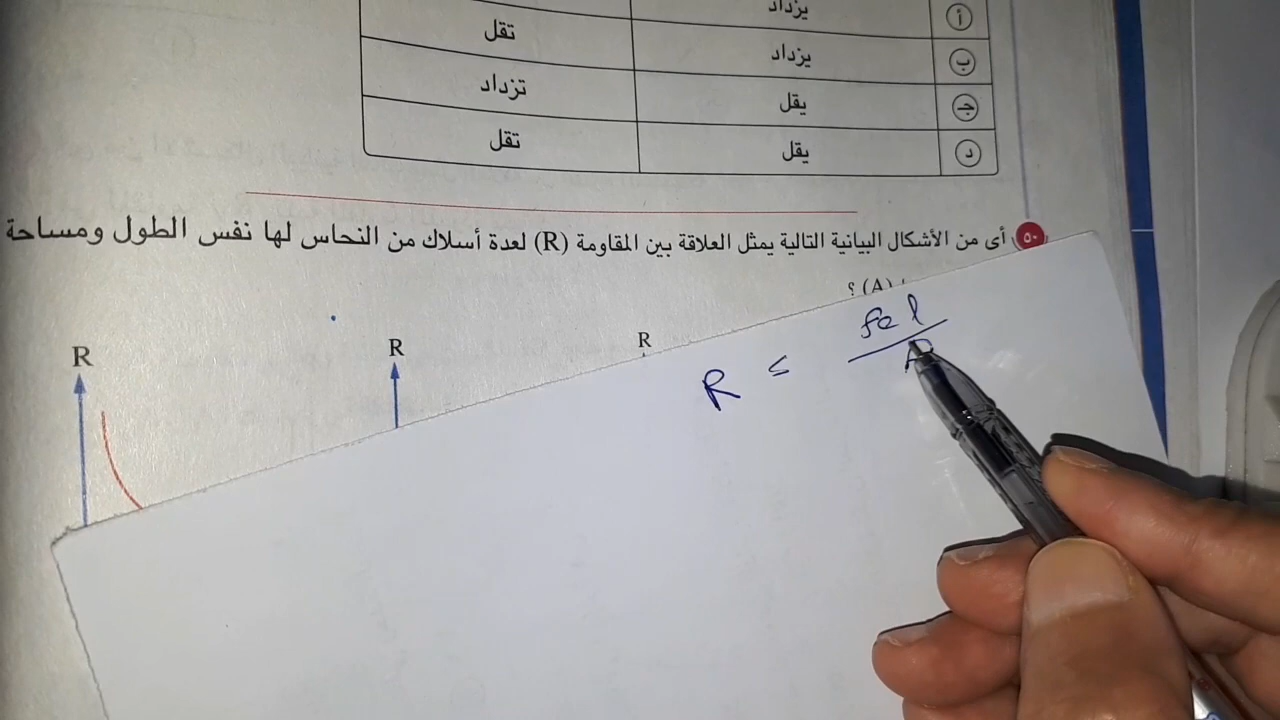 أ يزداد
ب يزداد تقل
جـ يقل تزداد
د يقل تقل
٥٠ أى من الأشكال البيانية التالية يمثل العلاقة بين المقاومة (R) لعدة أسلاك من النحاس لها نفس الطول ومساحة
(A) ؟
R R R
R = ρe l
A